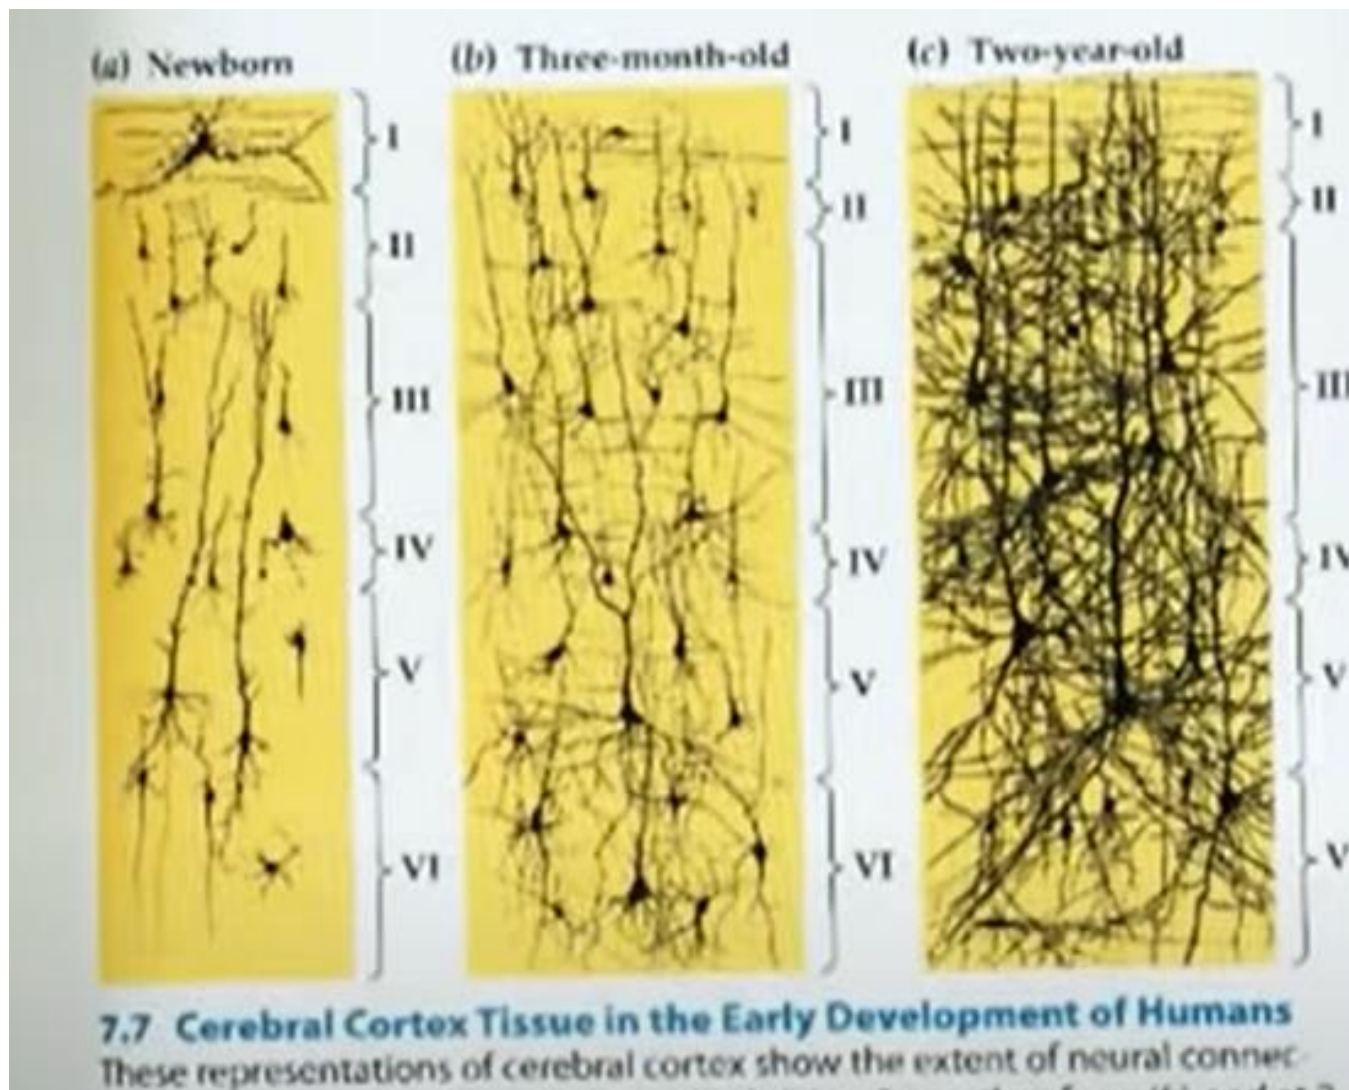 (a) Newborn
(b) Three-month-old
(c) Two-year-old
I
II
III
IV
V
VI
I
II
III
IV
V
VI
I
II
III
IV
V
V
7.7 Cerebral Cortex Tissue in the Early Development of Humans
These representations of cerebral cortex show the extent of neural connec-